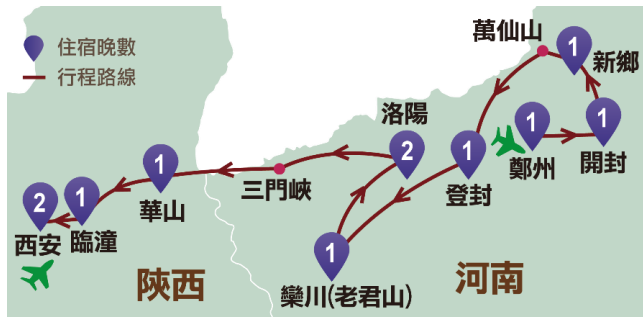 住宿晚數
行程路線
萬仙山
1
新鄉
1
鄭州
1
開封
洛陽
2
1
登封
三門峽
1
華山
1
臨潼
2
西安
1
欒川(老君山)
陝西
河南